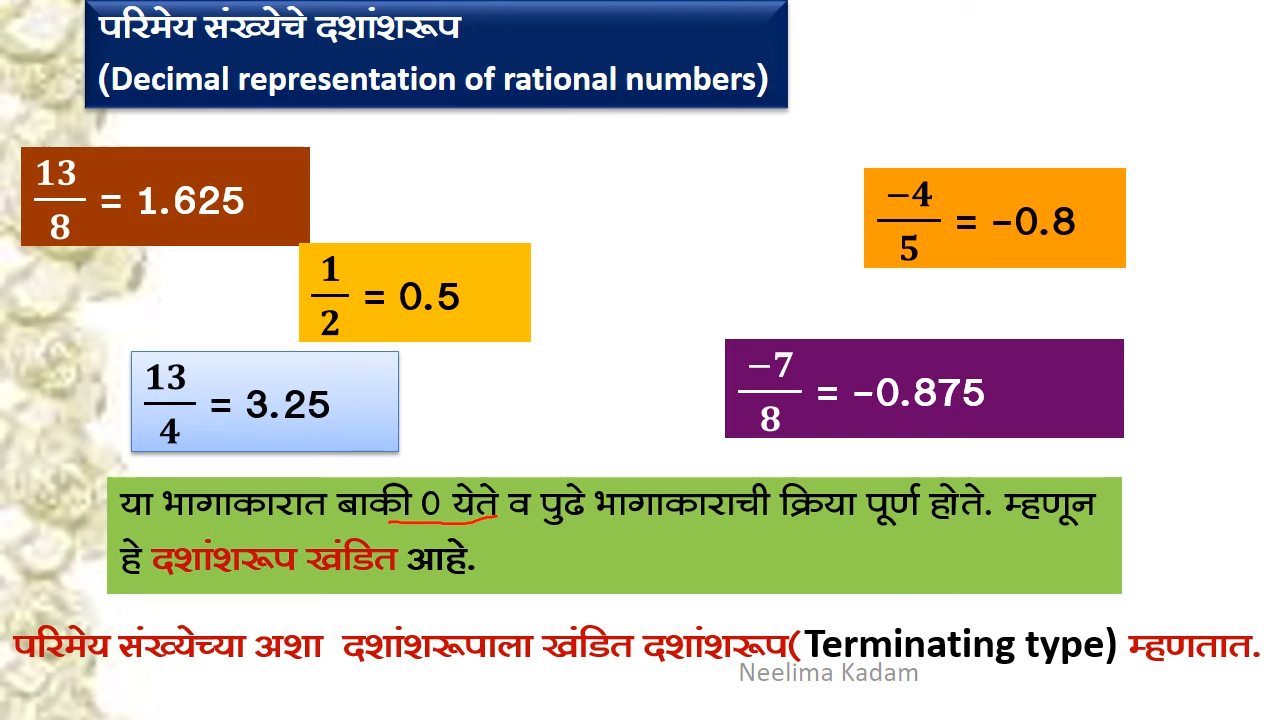 परिमेय संख्येचे दशांशरूप
(Decimal representation of rational numbers)
13/8 = 1.625
-4/5 = -0.8
1/2 = 0.5
13/4 = 3.25
-7/8 = -0.875
या भागाकारात बाकी 0 येते व पुढे भागाकाराची क्रिया पूर्ण होते. म्हणून
हे दशांशरूप खंडित आहे.
परिमेय संख्येच्या अशा दशांशरूपाला खंडित दशांशरूप(Terminating type) म्हणतात.
Neelima Kadam